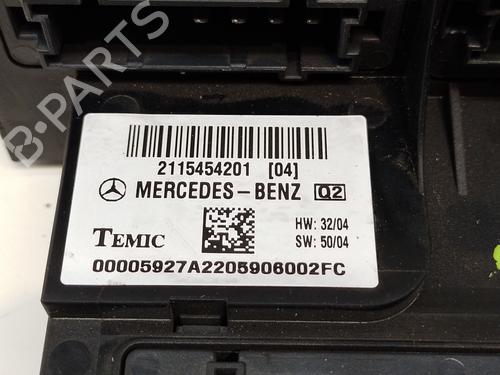 2115454201 [04]
MERCEDES-BENZ Q2
HW: 32/04
TEMIC SW: 50/04
00005927A2205906002FC
B-PARTS